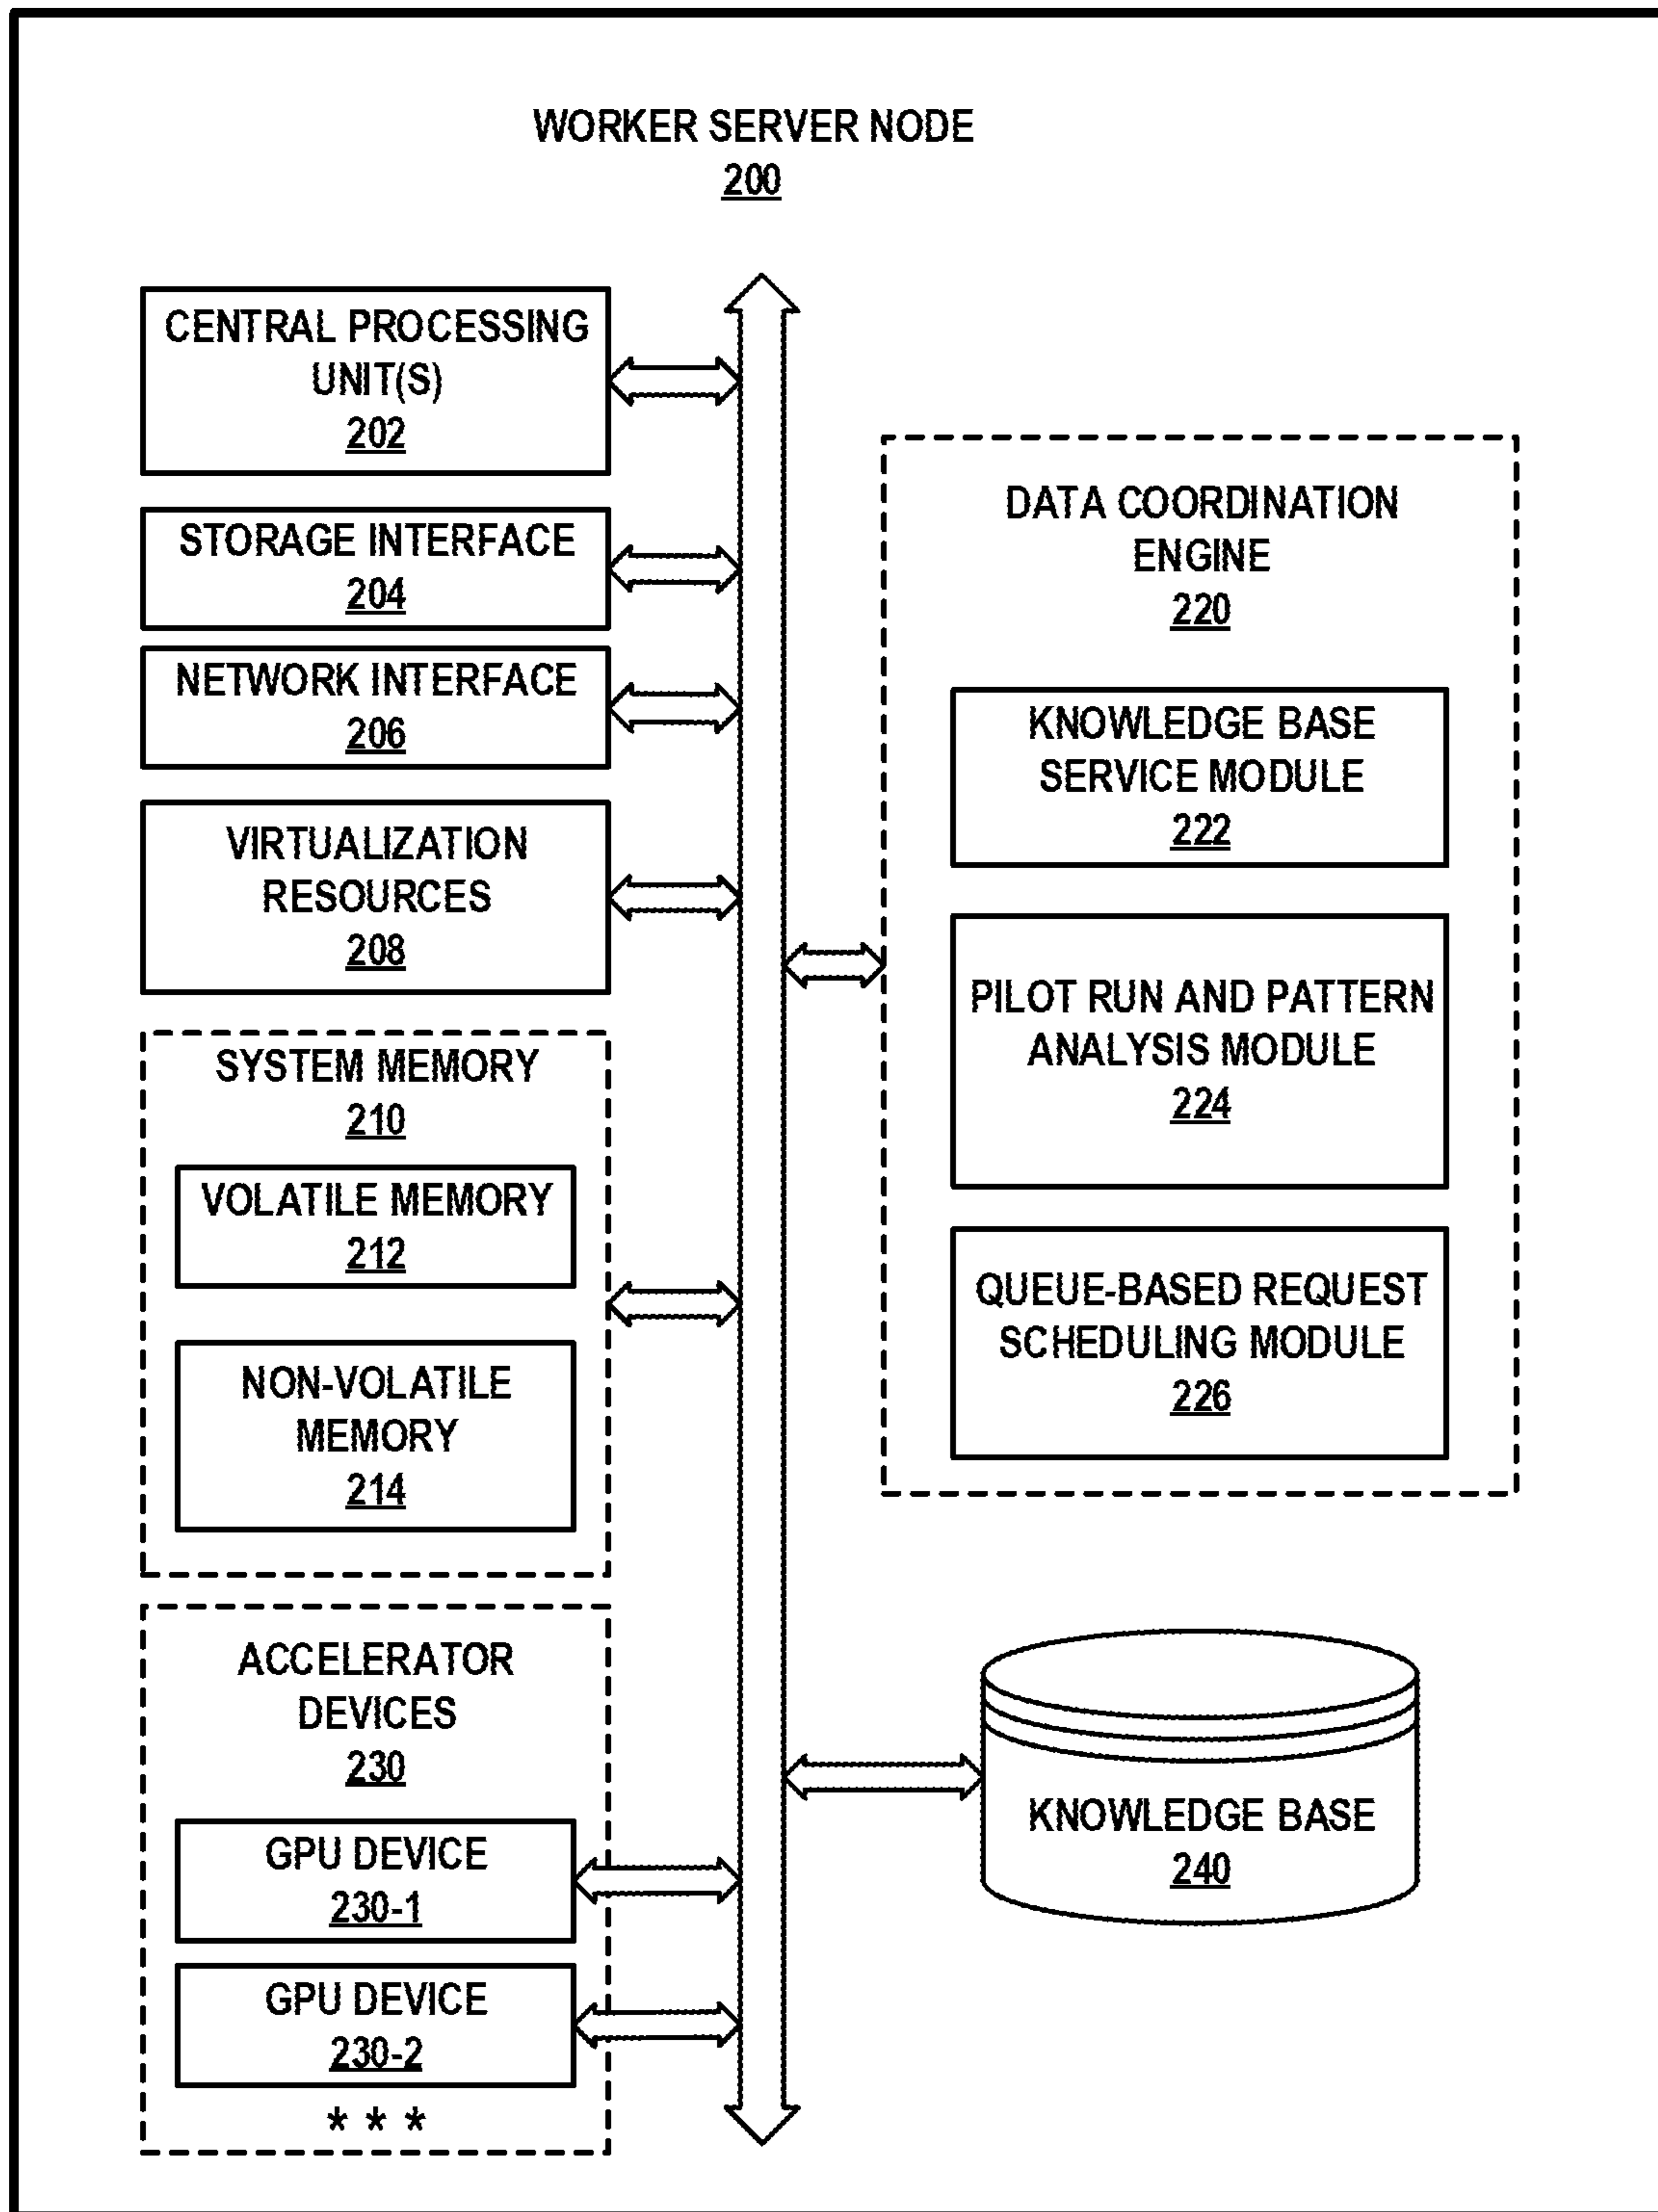 WORKER SERVER NODE
200
CENTRAL PROCESSING
UNIT(S)
202
STORAGE INTERFACE
204
NETWORK INTERFACE
206
VIRTUALIZATION
RESOURCES
208
SYSTEM MEMORY
210
VOLATILE MEMORY
212
NON-VOLATILE
MEMORY
214
ACCELERATOR
DEVICES
230
GPU DEVICE
230-1
GPU DEVICE
230-2
* * *
DATA COORDINATION
ENGINE
220
KNOWLEDGE BASE
SERVICE MODULE
222
PILOT RUN AND PATTERN
ANALYSIS MODULE
224
QUEUE-BASED REQUEST
SCHEDULING MODULE
226
KNOWLEDGE BASE
240